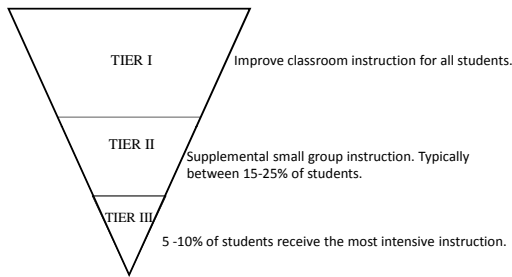 TIER I
Improve classroom instruction for all students.
TIER II
Supplemental small group instruction. Typically
between 15-25% of students.
TIER III
5 -10% of students receive the most intensive instruction.